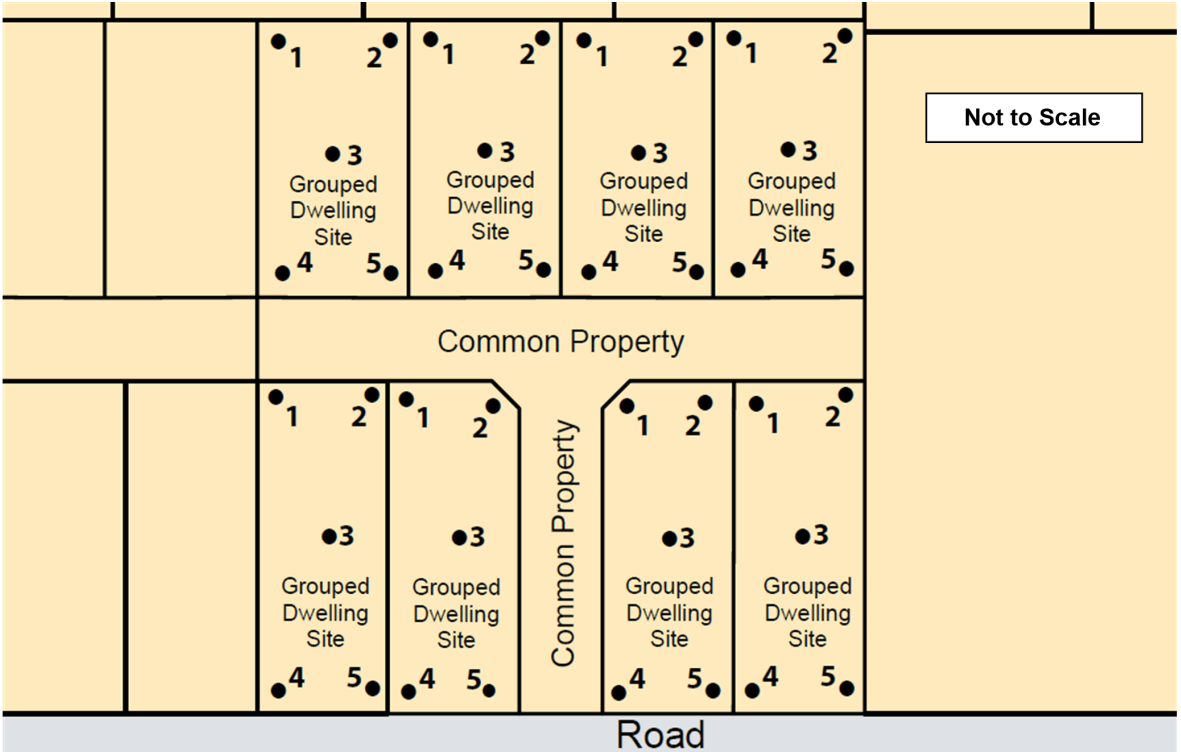 1 2 1 2 1 2 1 2
Not to Scale
3 3 3 3
Grouped Grouped Grouped Grouped
Dwelling Dwelling Dwelling Dwelling
Site Site Site Site
4 5 4 5 4 5 4 5
Common Property
1 2 1 2 1 2 1 2
Common Property
3 3 3 3
Grouped Grouped Grouped Grouped
Dwelling Dwelling Dwelling Dwelling
Site Site Site Site
4 5 4 5 4 5 4 5
Road